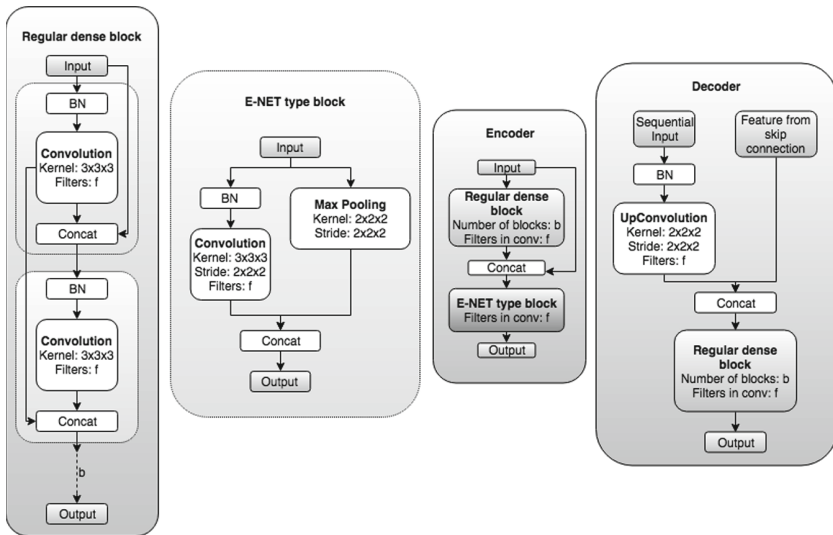 Regular dense block
Input
BN
Convolution
Kernel: 3x3x3
Filters: f
Concat
BN
Convolution
Kernel: 3x3x3
Filters: f
Concat
b
Output
E-NET type block
Input
BN
Convolution
Kernel: 3x3x3
Stride: 2x2x2
Filters: f
Max Pooling
Kernel: 2x2x2
Stride: 2x2x2
Concat
Output
Encoder
Input
Regular dense
block
Number of blocks: b
Filters in conv: f
Concat
E-NET type block
Filters in conv: f
Output
Decoder
Sequential
Input
Feature from
skip
connection
BN
UpConvolution
Kernel: 2x2x2
Stride: 2x2x2
Filters: f
Concat
Regular dense
block
Number of blocks: b
Filters in conv: f
Output